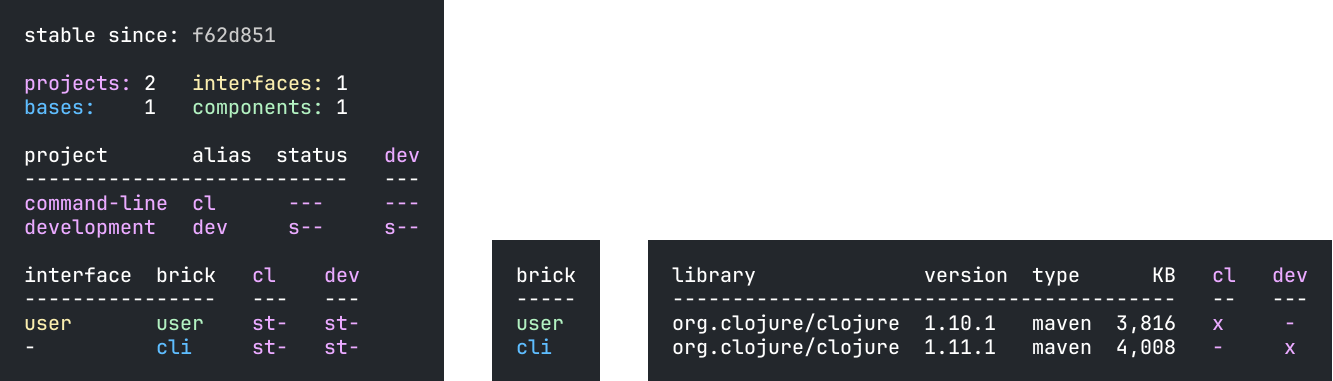 stable since: f62d851
projects: 2   interfaces: 1
bases:    1   components: 1
project       alias  status   dev
---------------------------   ---
command-line  cl      ---     ---
development   dev     s--     s--
interface  brick   cl    dev
----------------   ---   ---
user       user    st-   st-
-          cli     st-   st-
brick
-----
user
cli
library              version  type      KB   cl   dev
------------------------------------------   --   ---
org.clojure/clojure  1.10.1   maven  3,816   x     -
org.clojure/clojure  1.11.1   maven  4,008   -     x